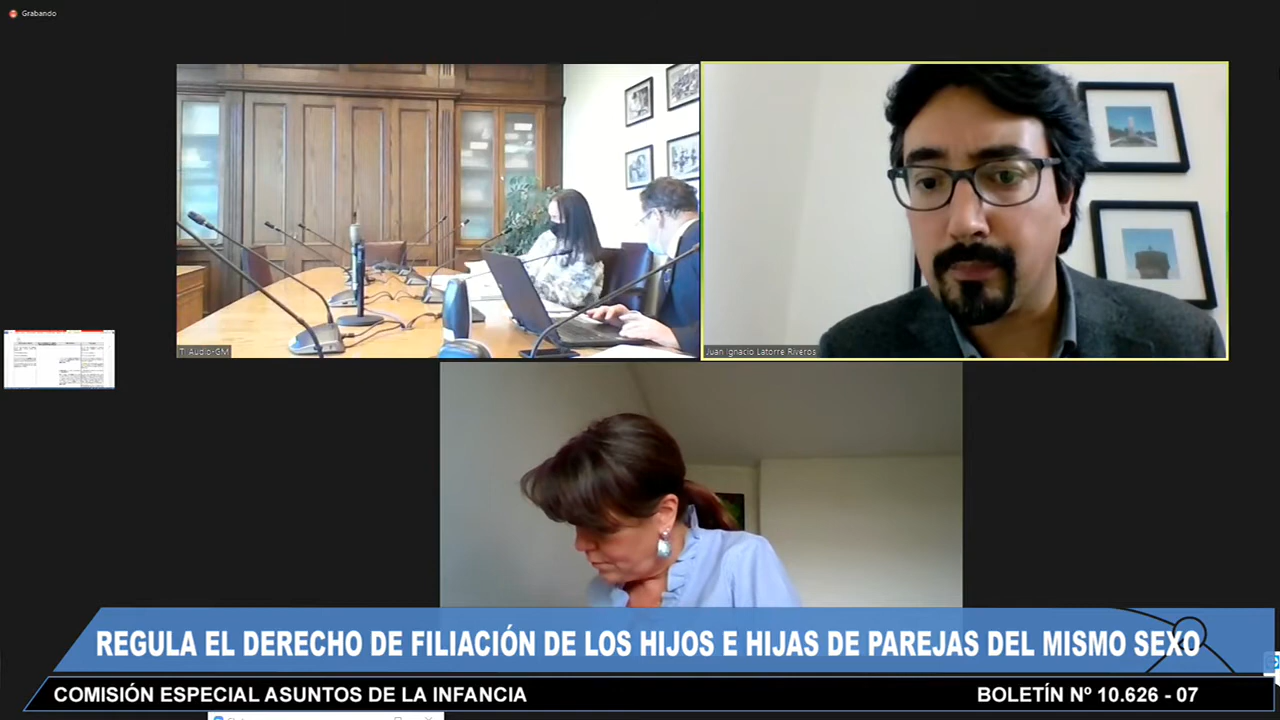 Grabando
TI Audio-GM
Juan Ignacio Latorre Riveros
REGULA EL DERECHO DE FILIACIÓN DE LOS HIJOS E HIJAS DE PAREJAS DEL MISMO SEXO
COMISIÓN ESPECIAL ASUNTOS DE LA INFANCIA
BOLETÍN Nº 10.626 - 07